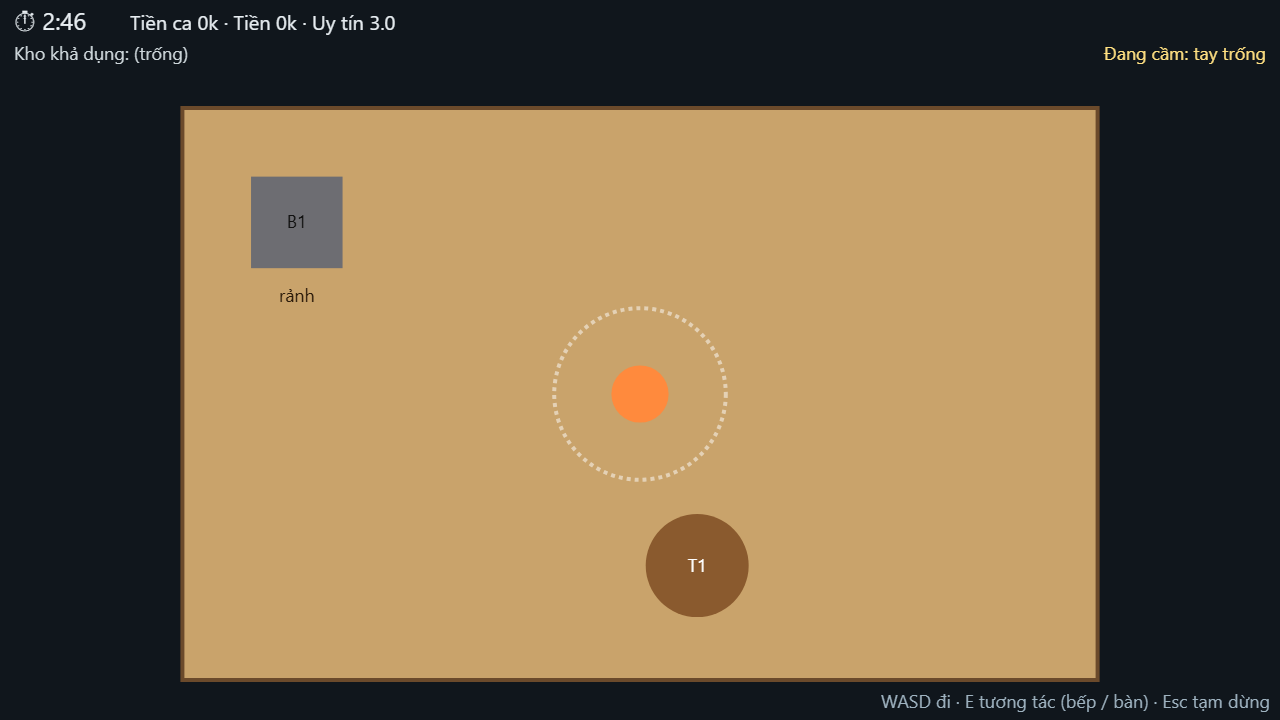 ⏱ 2:46 Tiền ca 0k · Tiền 0k · Uy tín 3.0
Kho khả dụng: (trống)
Đang cầm: tay trống
B1
rảnh
T1
WASD đi · E tương tác (bếp / bàn) · Esc tạm dừng